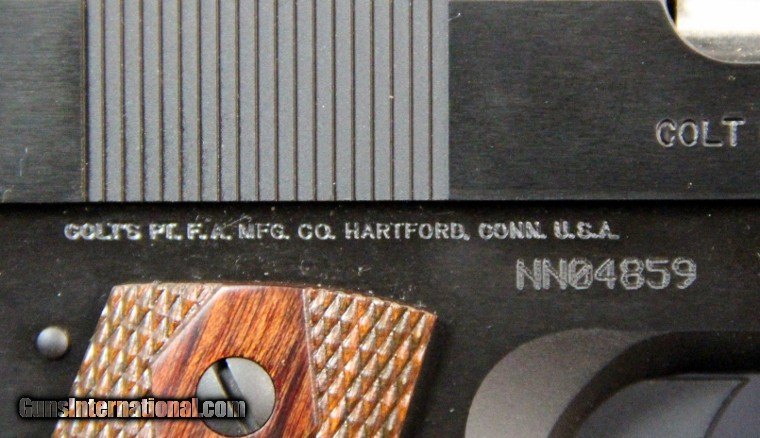 COLT
COLT'S PT. F. A. MFG. CO. HARTFORD, CONN. U.S.A.
NN04859
GunsInternational.com